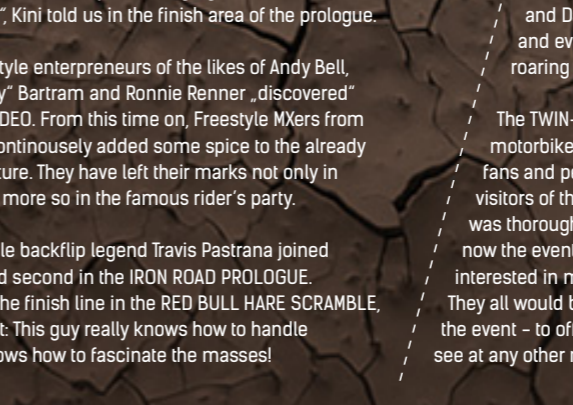 “, Kini told us in the finish area of the prologue.
tyle enterpreneurs of the likes of Andy Bell,
y“ Bartram and Ronnie Renner „discovered“
DEO. From this time on, Freestyle MXers from
ontinousely added some spice to the already
ture. They have left their marks not only in
more so in the famous rider’s party.
le backflip legend Travis Pastrana joined
d second in the IRON ROAD PROLOGUE.
he finish line in the RED BULL HARE SCRAMBLE,
t: This guy really knows how to handle
ows how to fascinate the masses!
and D
and ev
roaring
The TWIN-
motorbike
fans and p
visitors of th
was thorough
now the event
interested in m
They all would b
the event – to of
see at any other